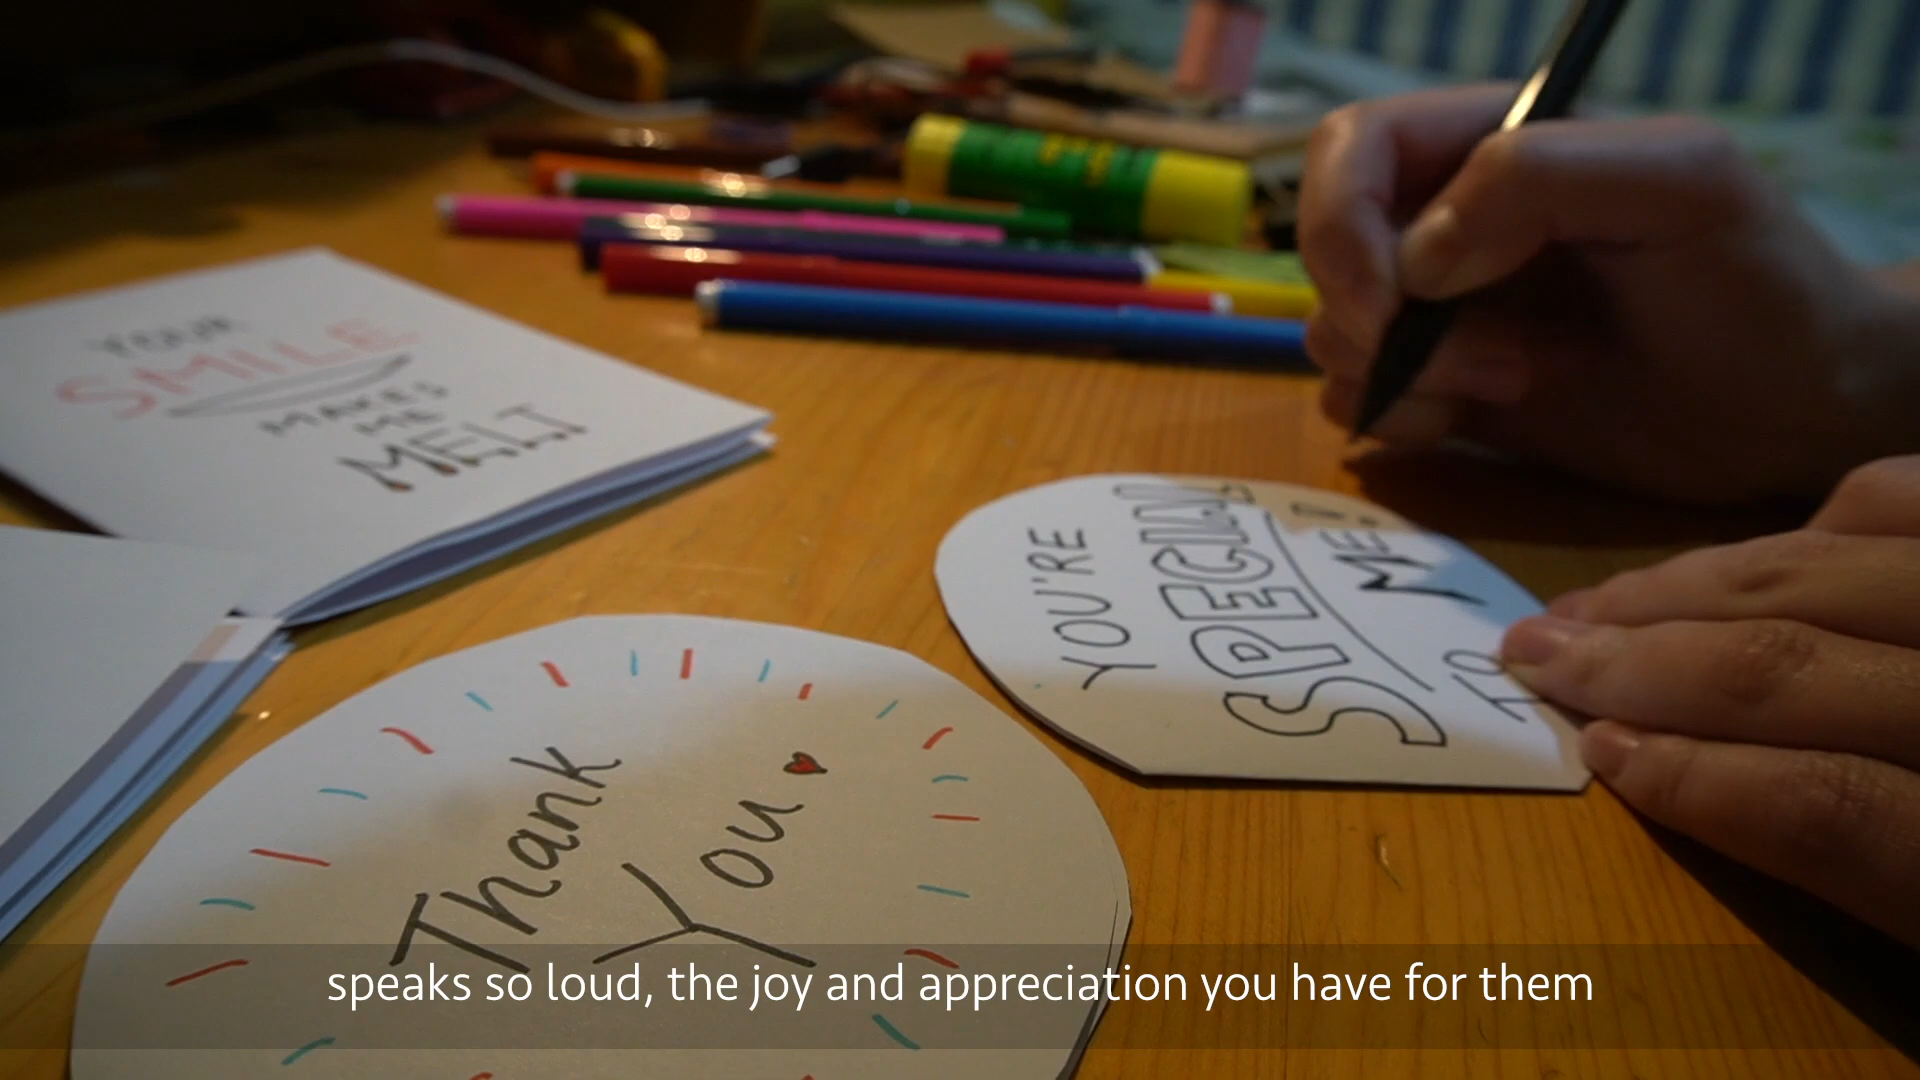 YOUR
SMILE
MAKES
ME
MELT
YOU'RE
SPECIAL
TO ME!
Thank
You
speaks so loud, the joy and appreciation you have for them